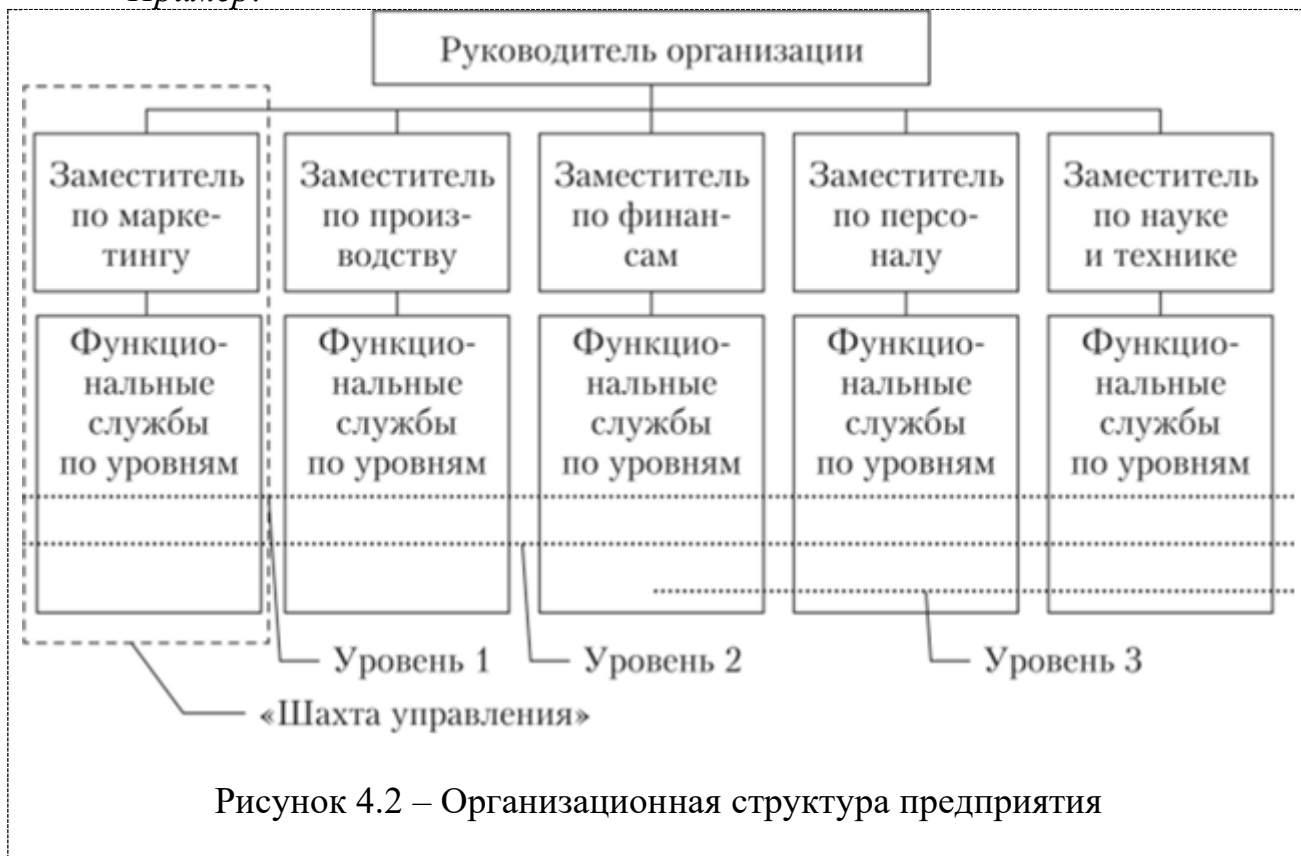 Пример:
Руководитель организации
Заместитель
по марке-
тингу
Заместитель
по произ-
водству
Заместитель
по финан-
сам
Заместитель
по персо-
налу
Заместитель
по науке
и технике
Функцио-
нальные
службы
по уровням
Функцио-
нальные
службы
по уровням
Функцио-
нальные
службы
по уровням
Функцио-
нальные
службы
по уровням
Функцио-
нальные
службы
по уровням
Уровень 1
Уровень 2
Уровень 3
«Шахта управления»
Рисунок 4.2 – Организационная структура предприятия